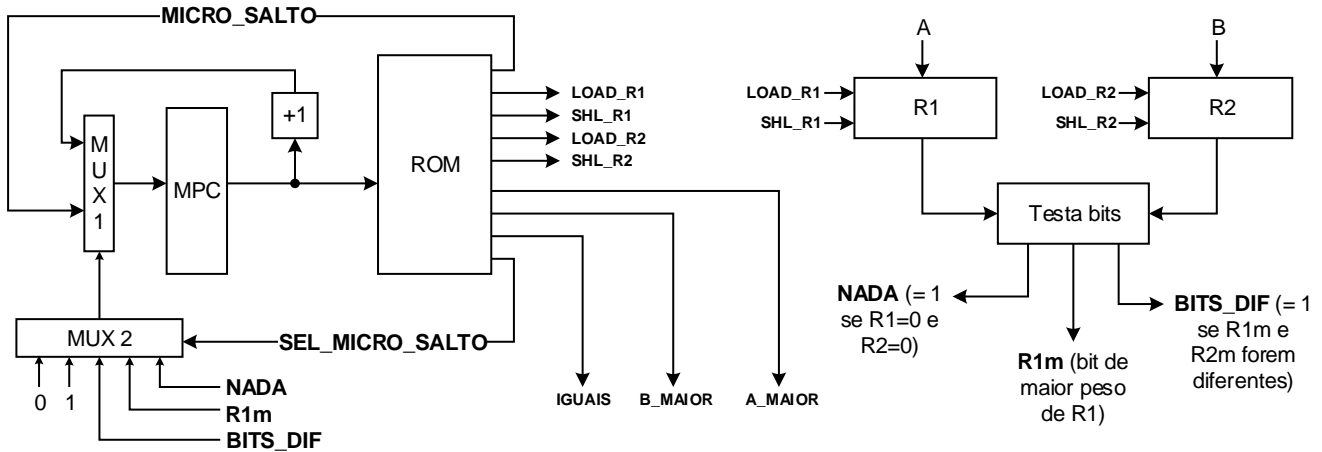 MICRO_SALTO
MUX 1
MPC
+1
ROM
LOAD_R1
SHL_R1
LOAD_R2
SHL_R2
MUX 2
SEL_MICRO_SALTO
0
1
NADA
R1m
BITS_DIF
IGUAIS
B_MAIOR
A_MAIOR
A
B
LOAD_R1
SHL_R1
R1
LOAD_R2
SHL_R2
R2
Testa bits
NADA (= 1
se R1=0 e
R2=0)
R1m (bit de
maior peso
de R1)
BITS_DIF (= 1
se R1m e
R2m forem
diferentes)